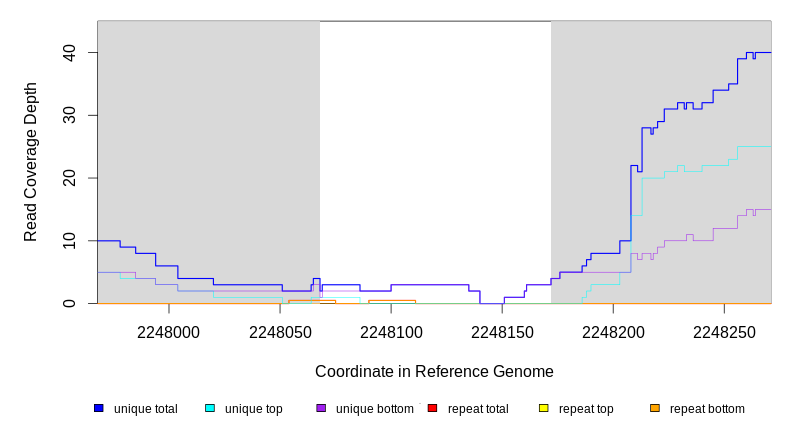 40
30
20
10
0
Read Coverage Depth
2248000 2248050 2248100 2248150 2248200 2248250
Coordinate in Reference Genome
unique total unique top unique bottom repeat total repeat top repeat bottom